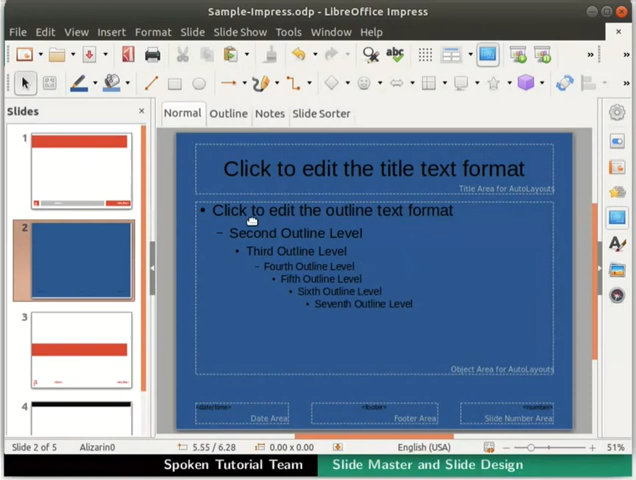 Sample-Impress.odp - LibreOffice Impress
File Edit View Insert Format Slide Slide Show Tools Window Help
Slides
Normal Outline Notes Slide Sorter
1
2
3
4
Click to edit the title text format
Title Area for AutoLayouts
• Click to edit the outline text format
– Second Outline Level
• Third Outline Level
– Fourth Outline Level
• Fifth Outline Level
• Sixth Outline Level
• Seventh Outline Level
Object Area for AutoLayouts
<date/time> <footer> <number>
Date Area Footer Area Slide Number Area
Slide 2 of 5 Alizarin0 5.55 / 6.28 0.00 x 0.00 English (USA) 51%
Spoken Tutorial Team Slide Master and Slide Design